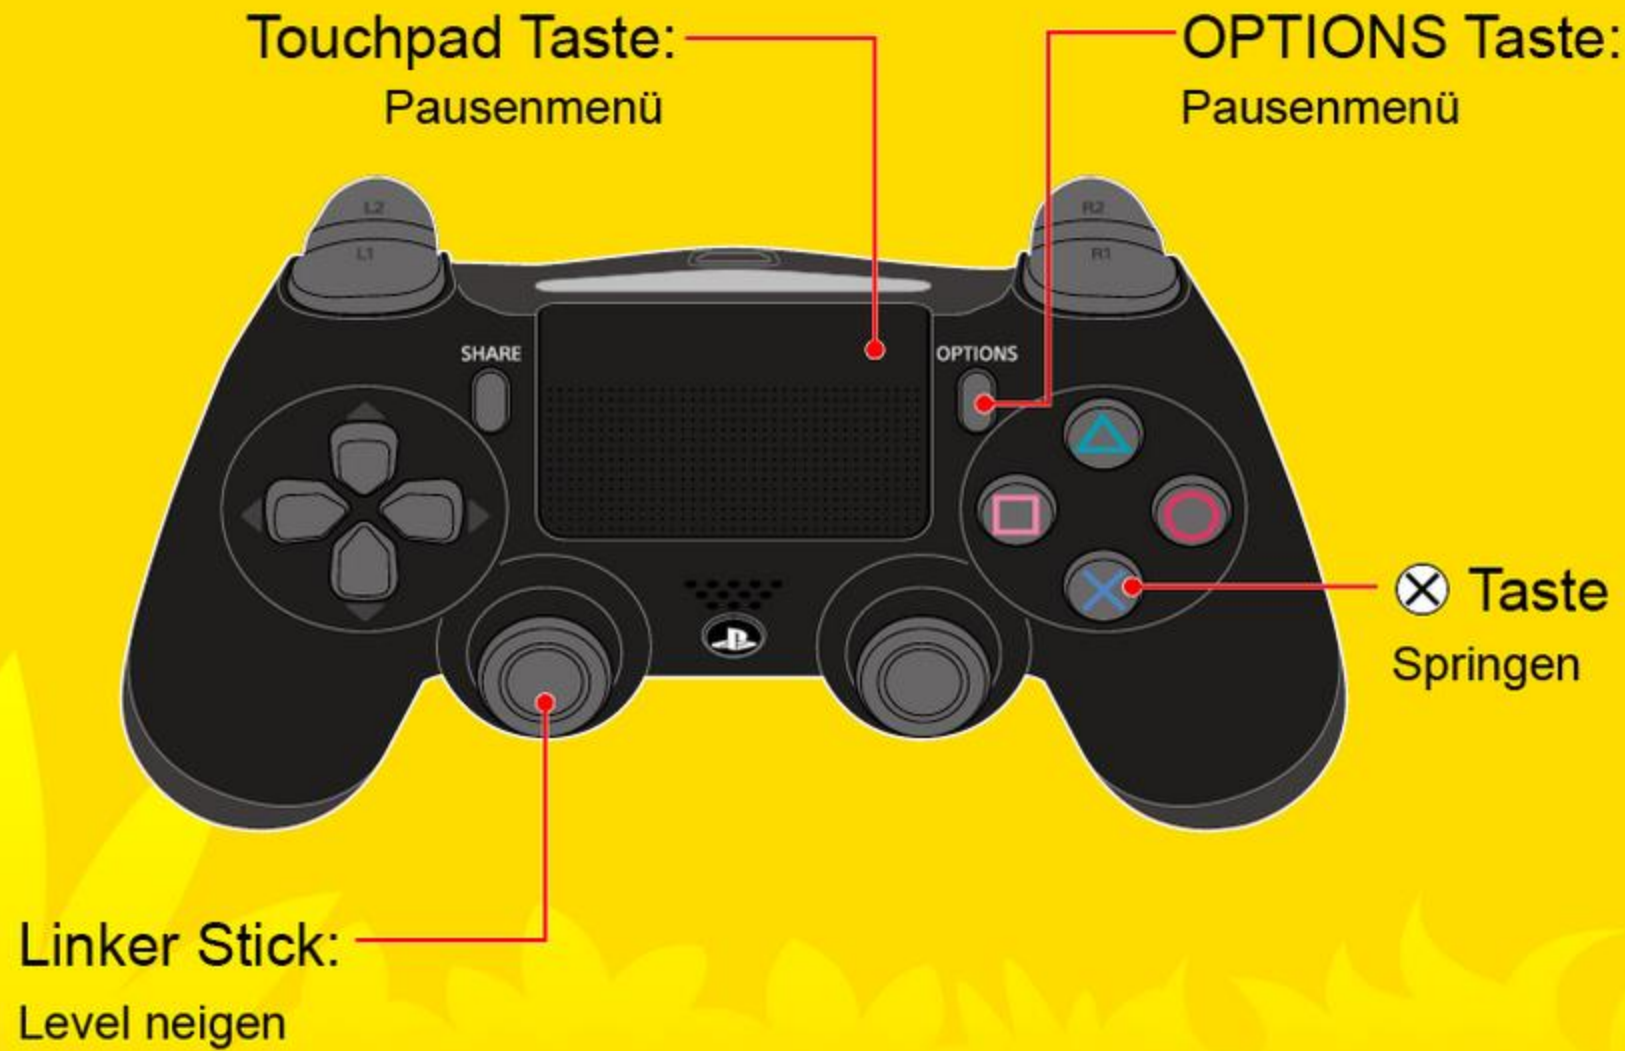 Touchpad Taste:
Pausenmenü
OPTIONS Taste:
Pausenmenü
L2
L1
R2
R1
SHARE
OPTIONS
Taste
Springen
Linker Stick:
Level neigen